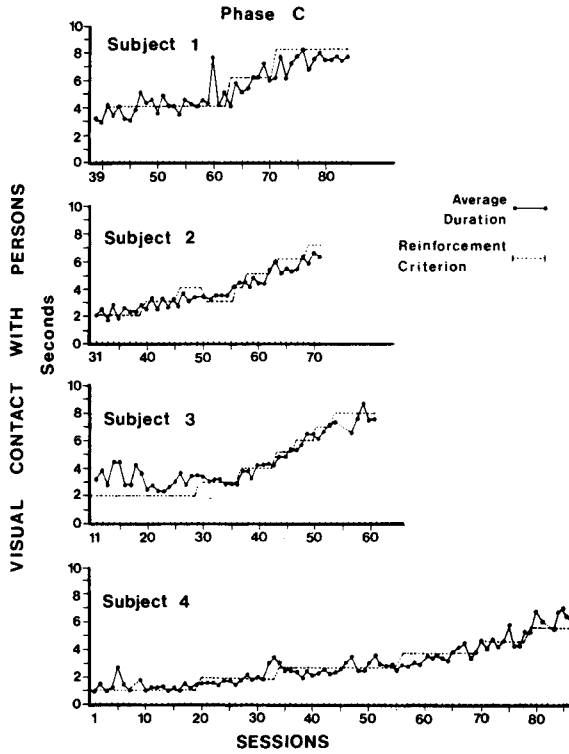 Phase C
Subject 1
10
8
6
4
2
0
39 50 60 70 80
Average
Duration
Reinforcement
Criterion
Subject 2
10
8
6
4
2
0
31 40 50 60 70
Subject 3
10
8
6
4
2
0
11 20 30 40 50 60
Subject 4
10
8
6
4
2
0
1 10 20 30 40 50 60 70 80
SESSIONS
VISUAL CONTACT WITH PERSONS
Seconds